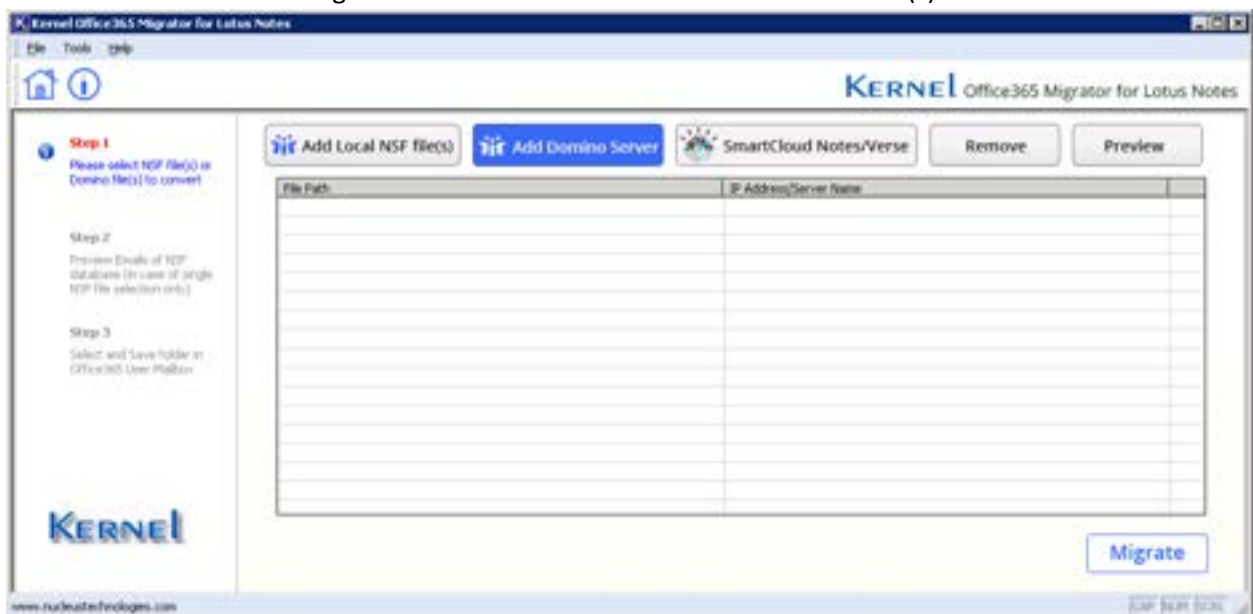 Kernel Office365 Migrator for Lotus Notes
File Tools Help
KERNEL Office365 Migrator for Lotus Notes
Step 1
Please select NSF file(s) or
Domino file(s) to convert
Step 2
Preview Emails of NSF
database (in case of single
NSF file selection only)
Step 3
Select and Save folder in
Office365 User Mailbox
KERNEL
Add Local NSF file(s) Add Domino Server SmartCloud Notes/Verse Remove Preview
File Path IP Address/Server Name
Migrate
www.nucleustechnologies.com CAP NUM SCRL